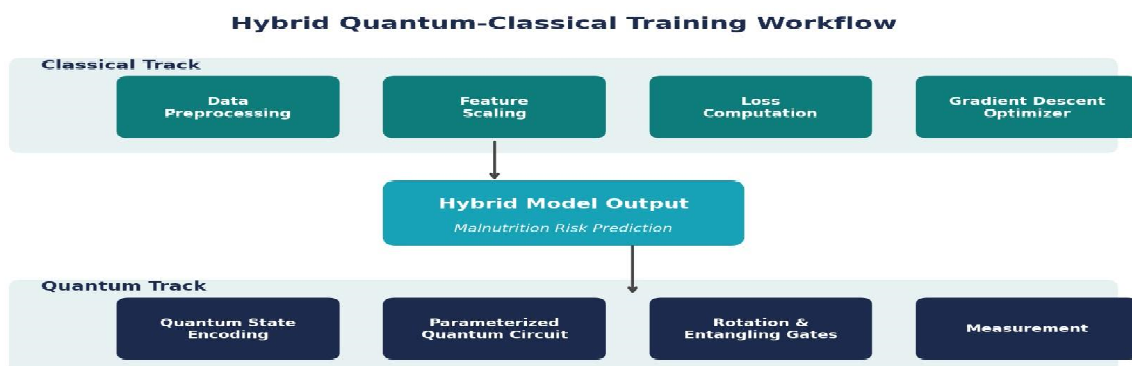 Hybrid Quantum-Classical Training Workflow
Classical Track
Data
Preprocessing
Feature
Scaling
Loss
Computation
Gradient Descent
Optimizer
Hybrid Model Output
Malnutrition Risk Prediction
Quantum Track
Quantum State
Encoding
Parameterized
Quantum Circuit
Rotation &
Entangling Gates
Measurement